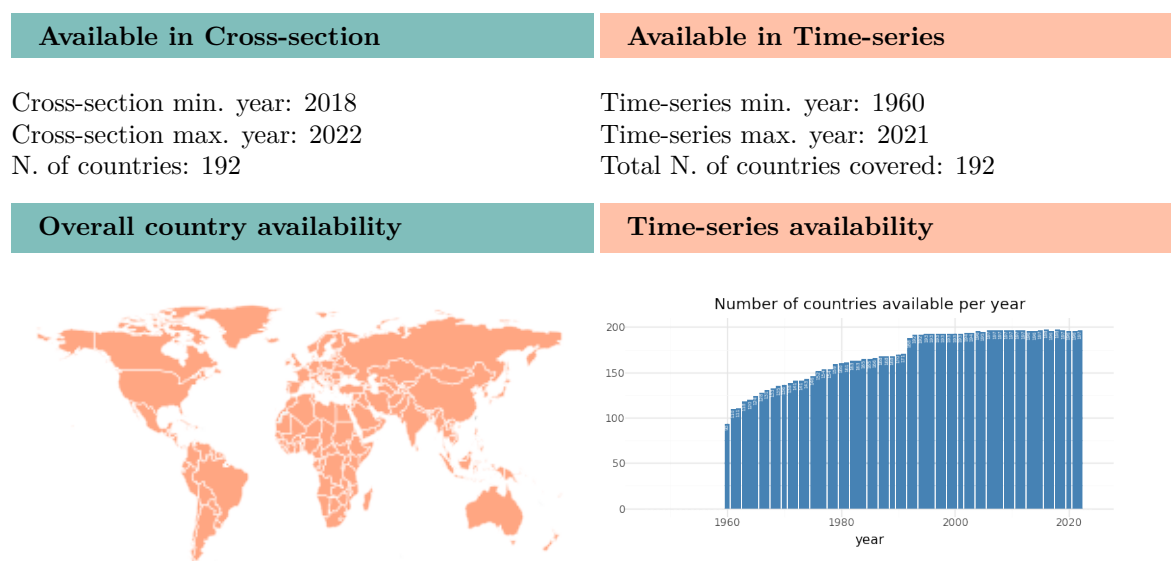 Available in Cross-section
Cross-section min. year: 2018
Cross-section max. year: 2022
N. of countries: 192
Available in Time-series
Time-series min. year: 1960
Time-series max. year: 2021
Total N. of countries covered: 192
Overall country availability
Time-series availability
Number of countries available per year
200
150
100
50
0
1960 1980 2000 2020
year